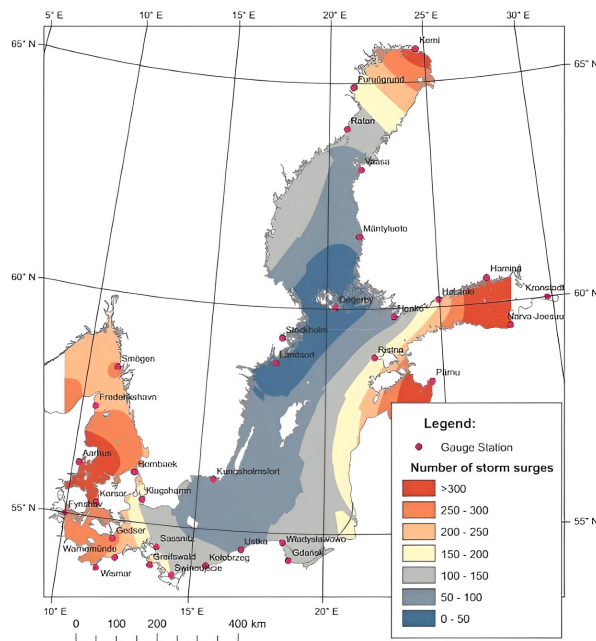 5° E 10° E 15° E 20° E 25° E 30° E
65° N
Kemi
65° N
Furuögrund
Ratan
Vaasa
Mäntyluoto
60° N
Hamina
Kronstadt
60° N
Helsinki
Degerby
Hanko
Narva-Joesuu
Stockholm
Landsort
Ristna
Smögen
Pärnu
Frederikshavn
Legend:
Gauge Station
Number of storm surges
Aarhus
Hornbaek
Kungsholmsfort
>300
Korsor
Klagshamn
250 - 300
55° N
Fynshav
55° N
200 - 250
Gedser
Sassnitz
Ustka
Władysławowo
150 - 200
Warnemünde
Greifswald
Kołobrzeg
Gdańsk
100 - 150
Wismar
Świnoujście
50 - 100
10° E 15° E 20° E
0 - 50
0 100 200 400 km